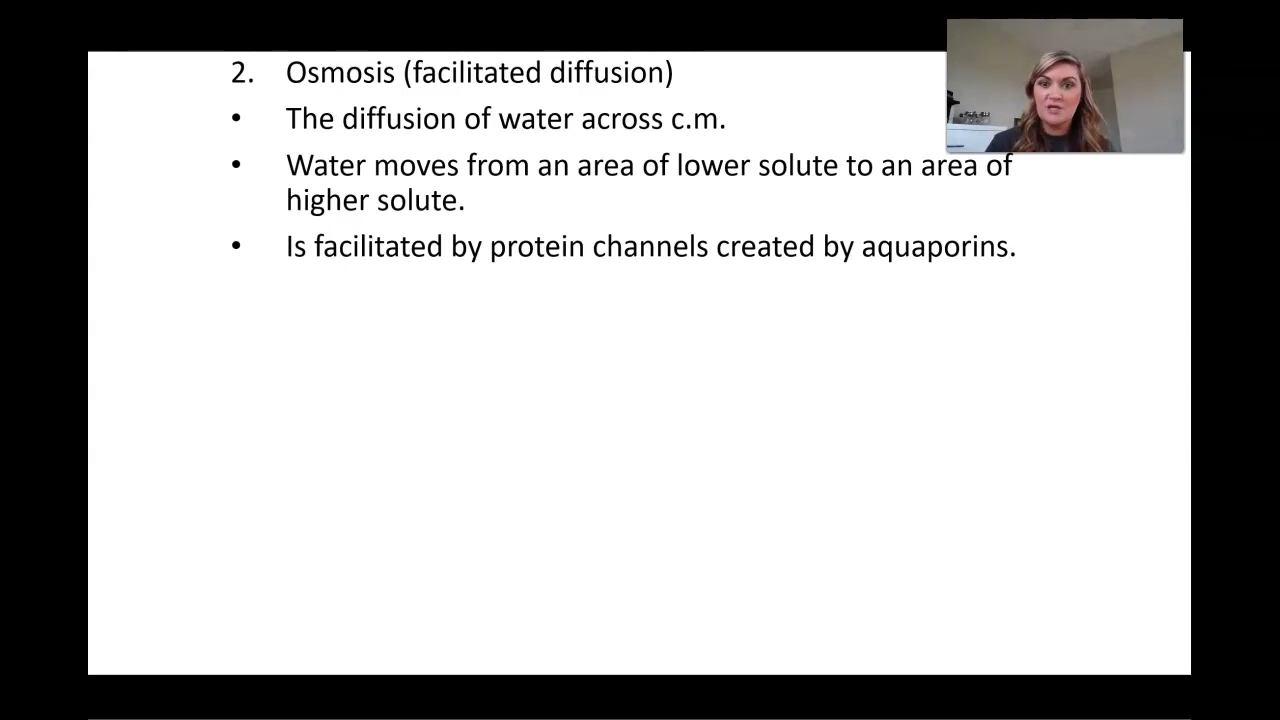 2. Osmosis (facilitated diffusion)
• The diffusion of water across c.m.
• Water moves from an area of lower solute to an area of
higher solute.
• Is facilitated by protein channels created by aquaporins.